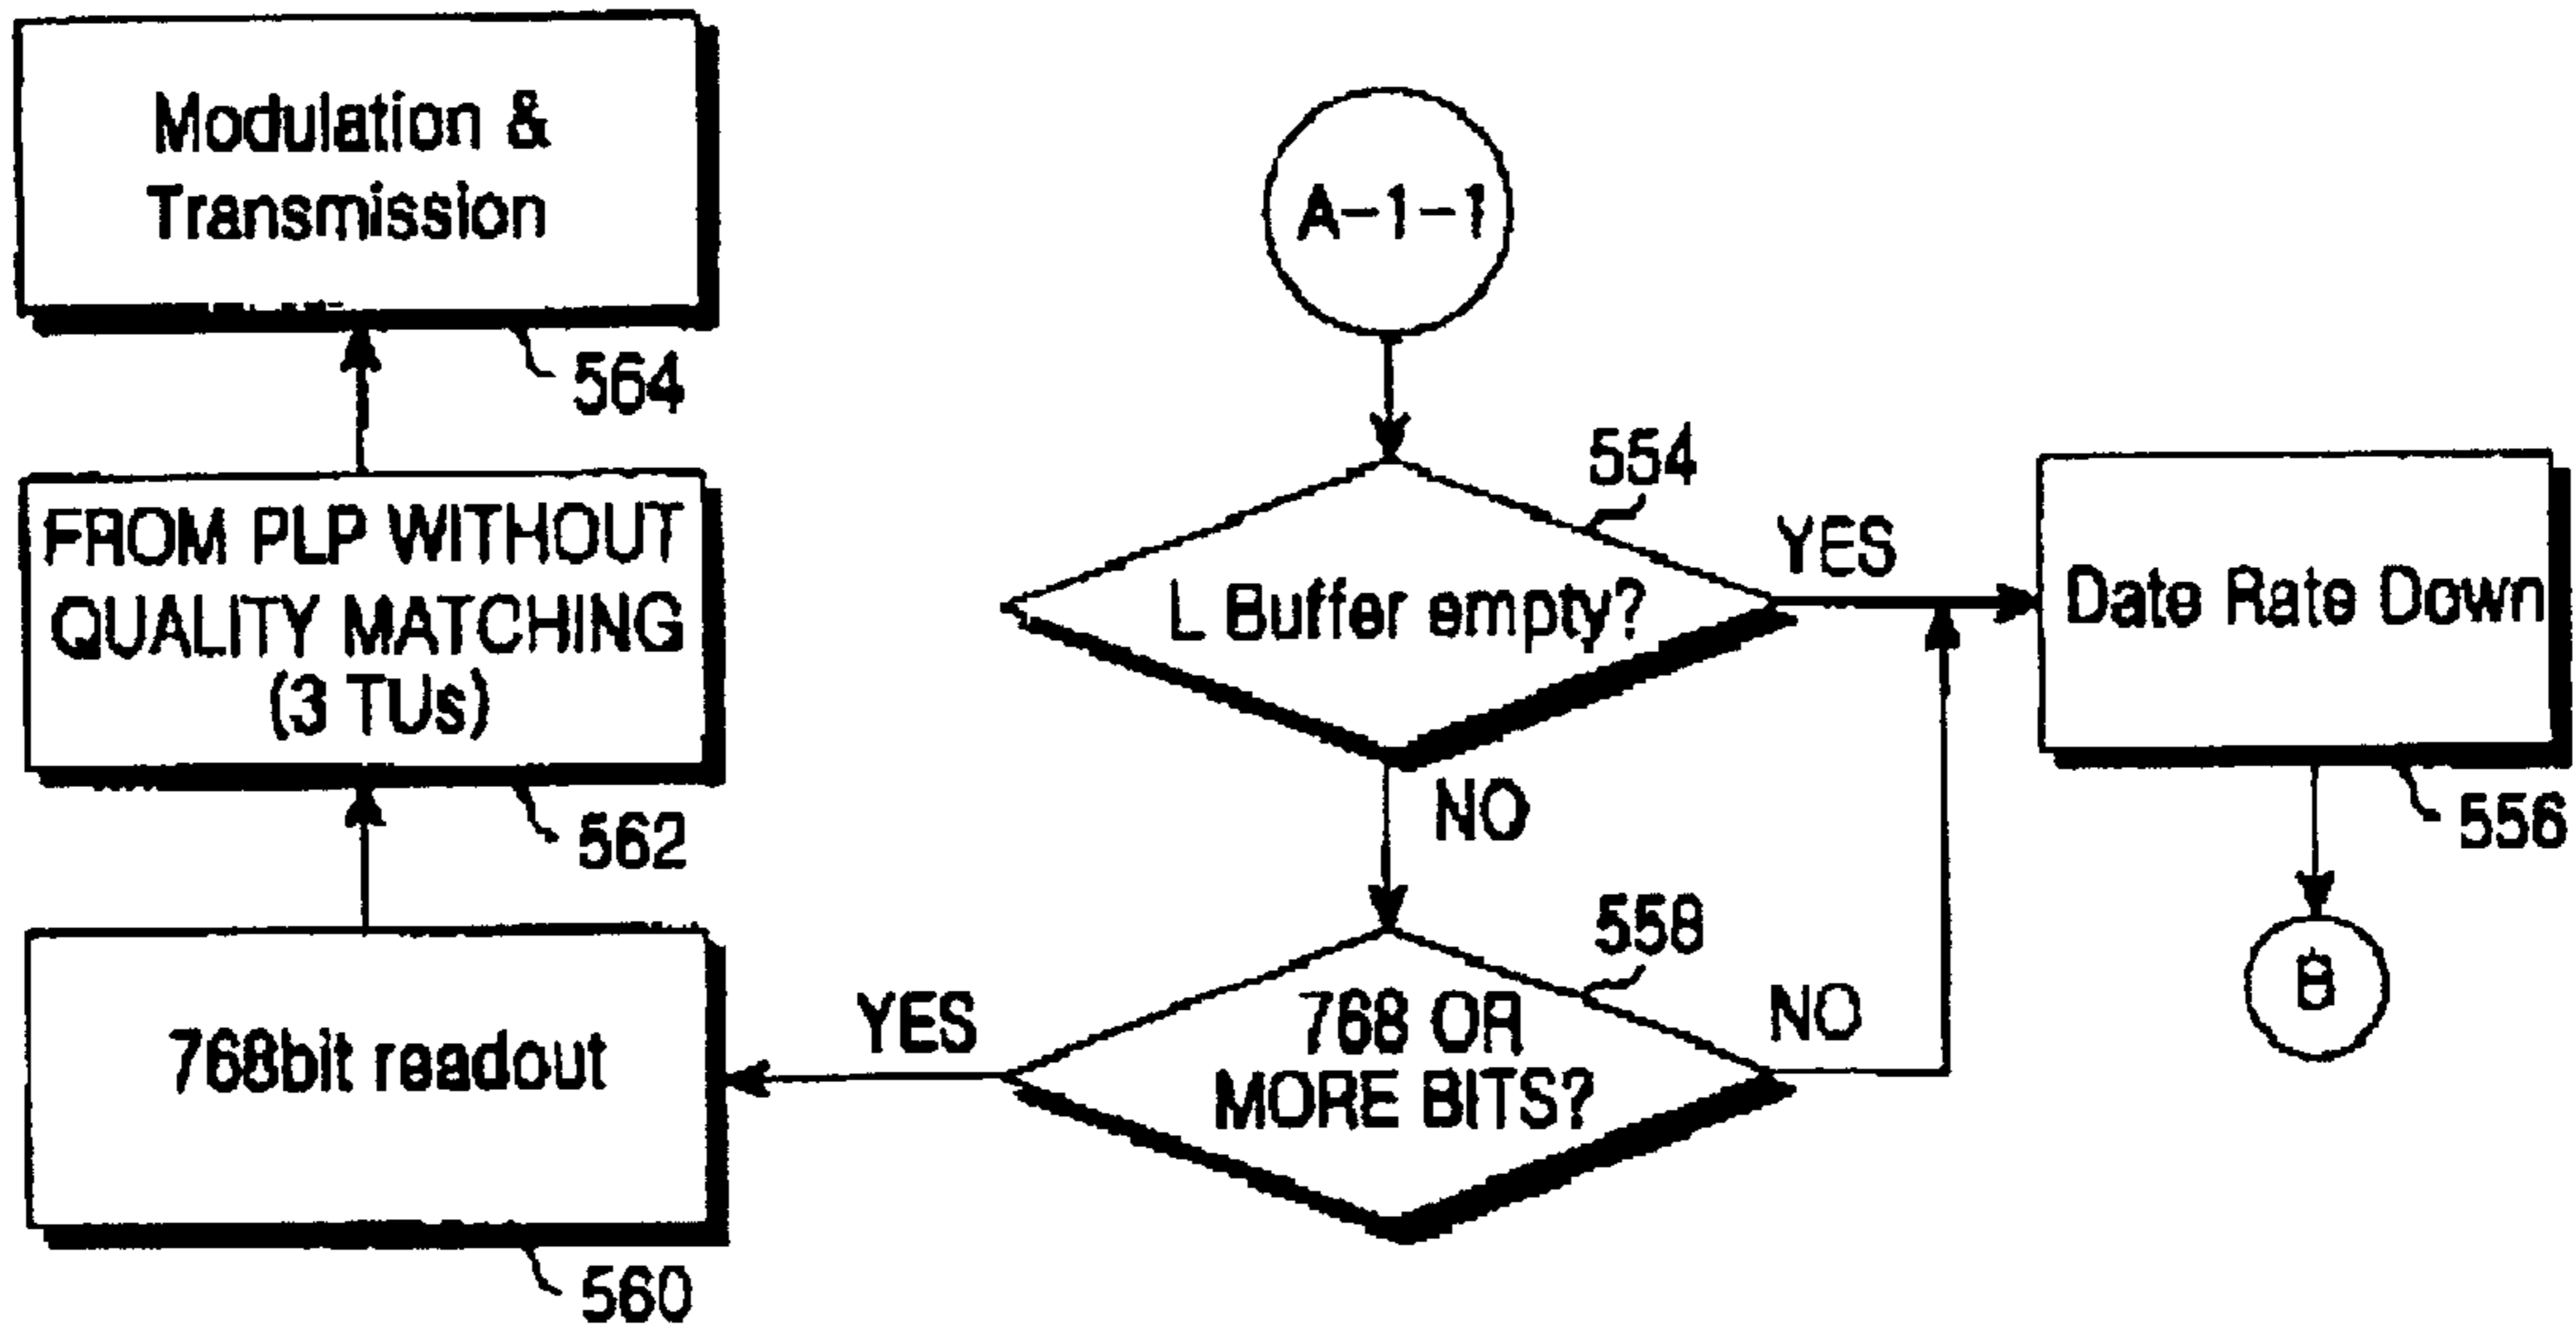 Modulation &
Transmission
564
FROM PLP WITHOUT
QUALITY MATCHING
(3 TUs)
562
768bit readout
560
A-1-1
554
L Buffer empty?
YES
NO
558
768 OR
MORE BITS?
YES
NO
Date Rate Down
556
B